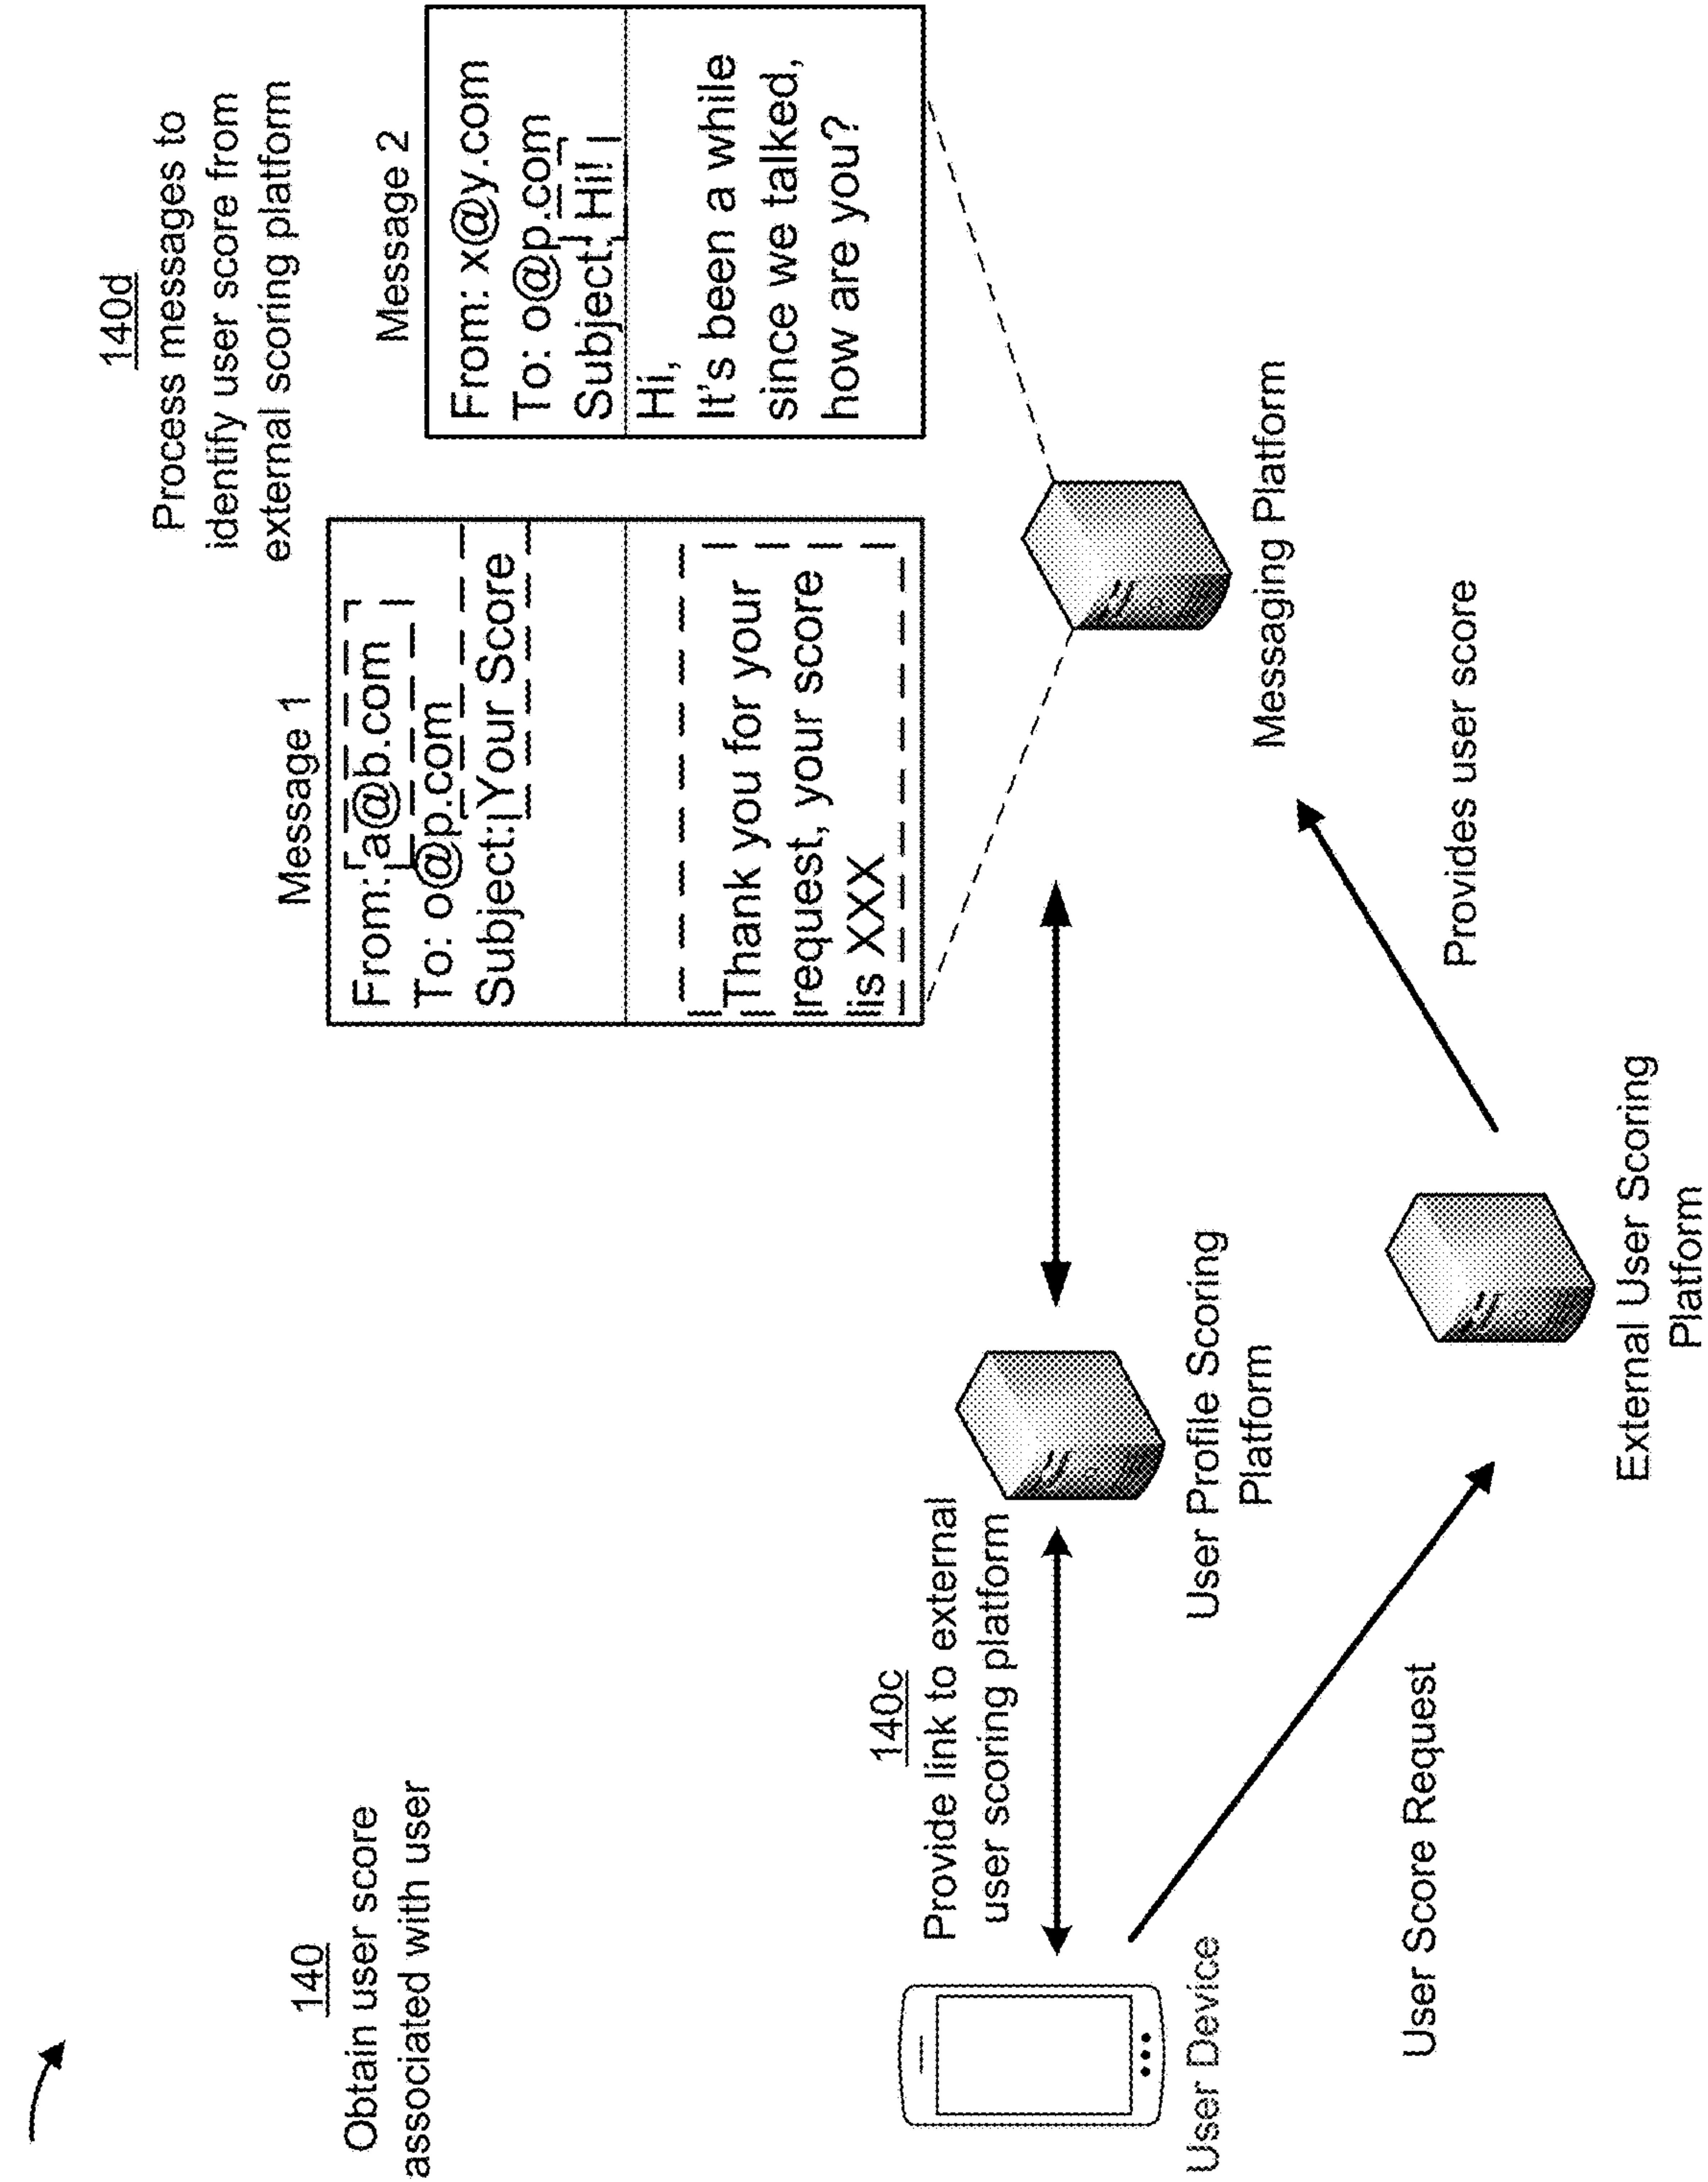 140
Obtain user score
associated with user
140d
Process messages to
identify user score from
external scoring platform
Message 1
From: a@b.com
To: o@p.com
Subject: Your Score
Thank you for your
request, your score
is XXX
Message 2
From: x@y.com
To: o@p.com
Subject: Hi!
Hi,
It's been a while
since we talked,
how are you?
140c
Provide link to external
user scoring platform
User Device
User Profile Scoring
Platform
Messaging Platform
User Score Request
Provides user score
External User Scoring
Platform